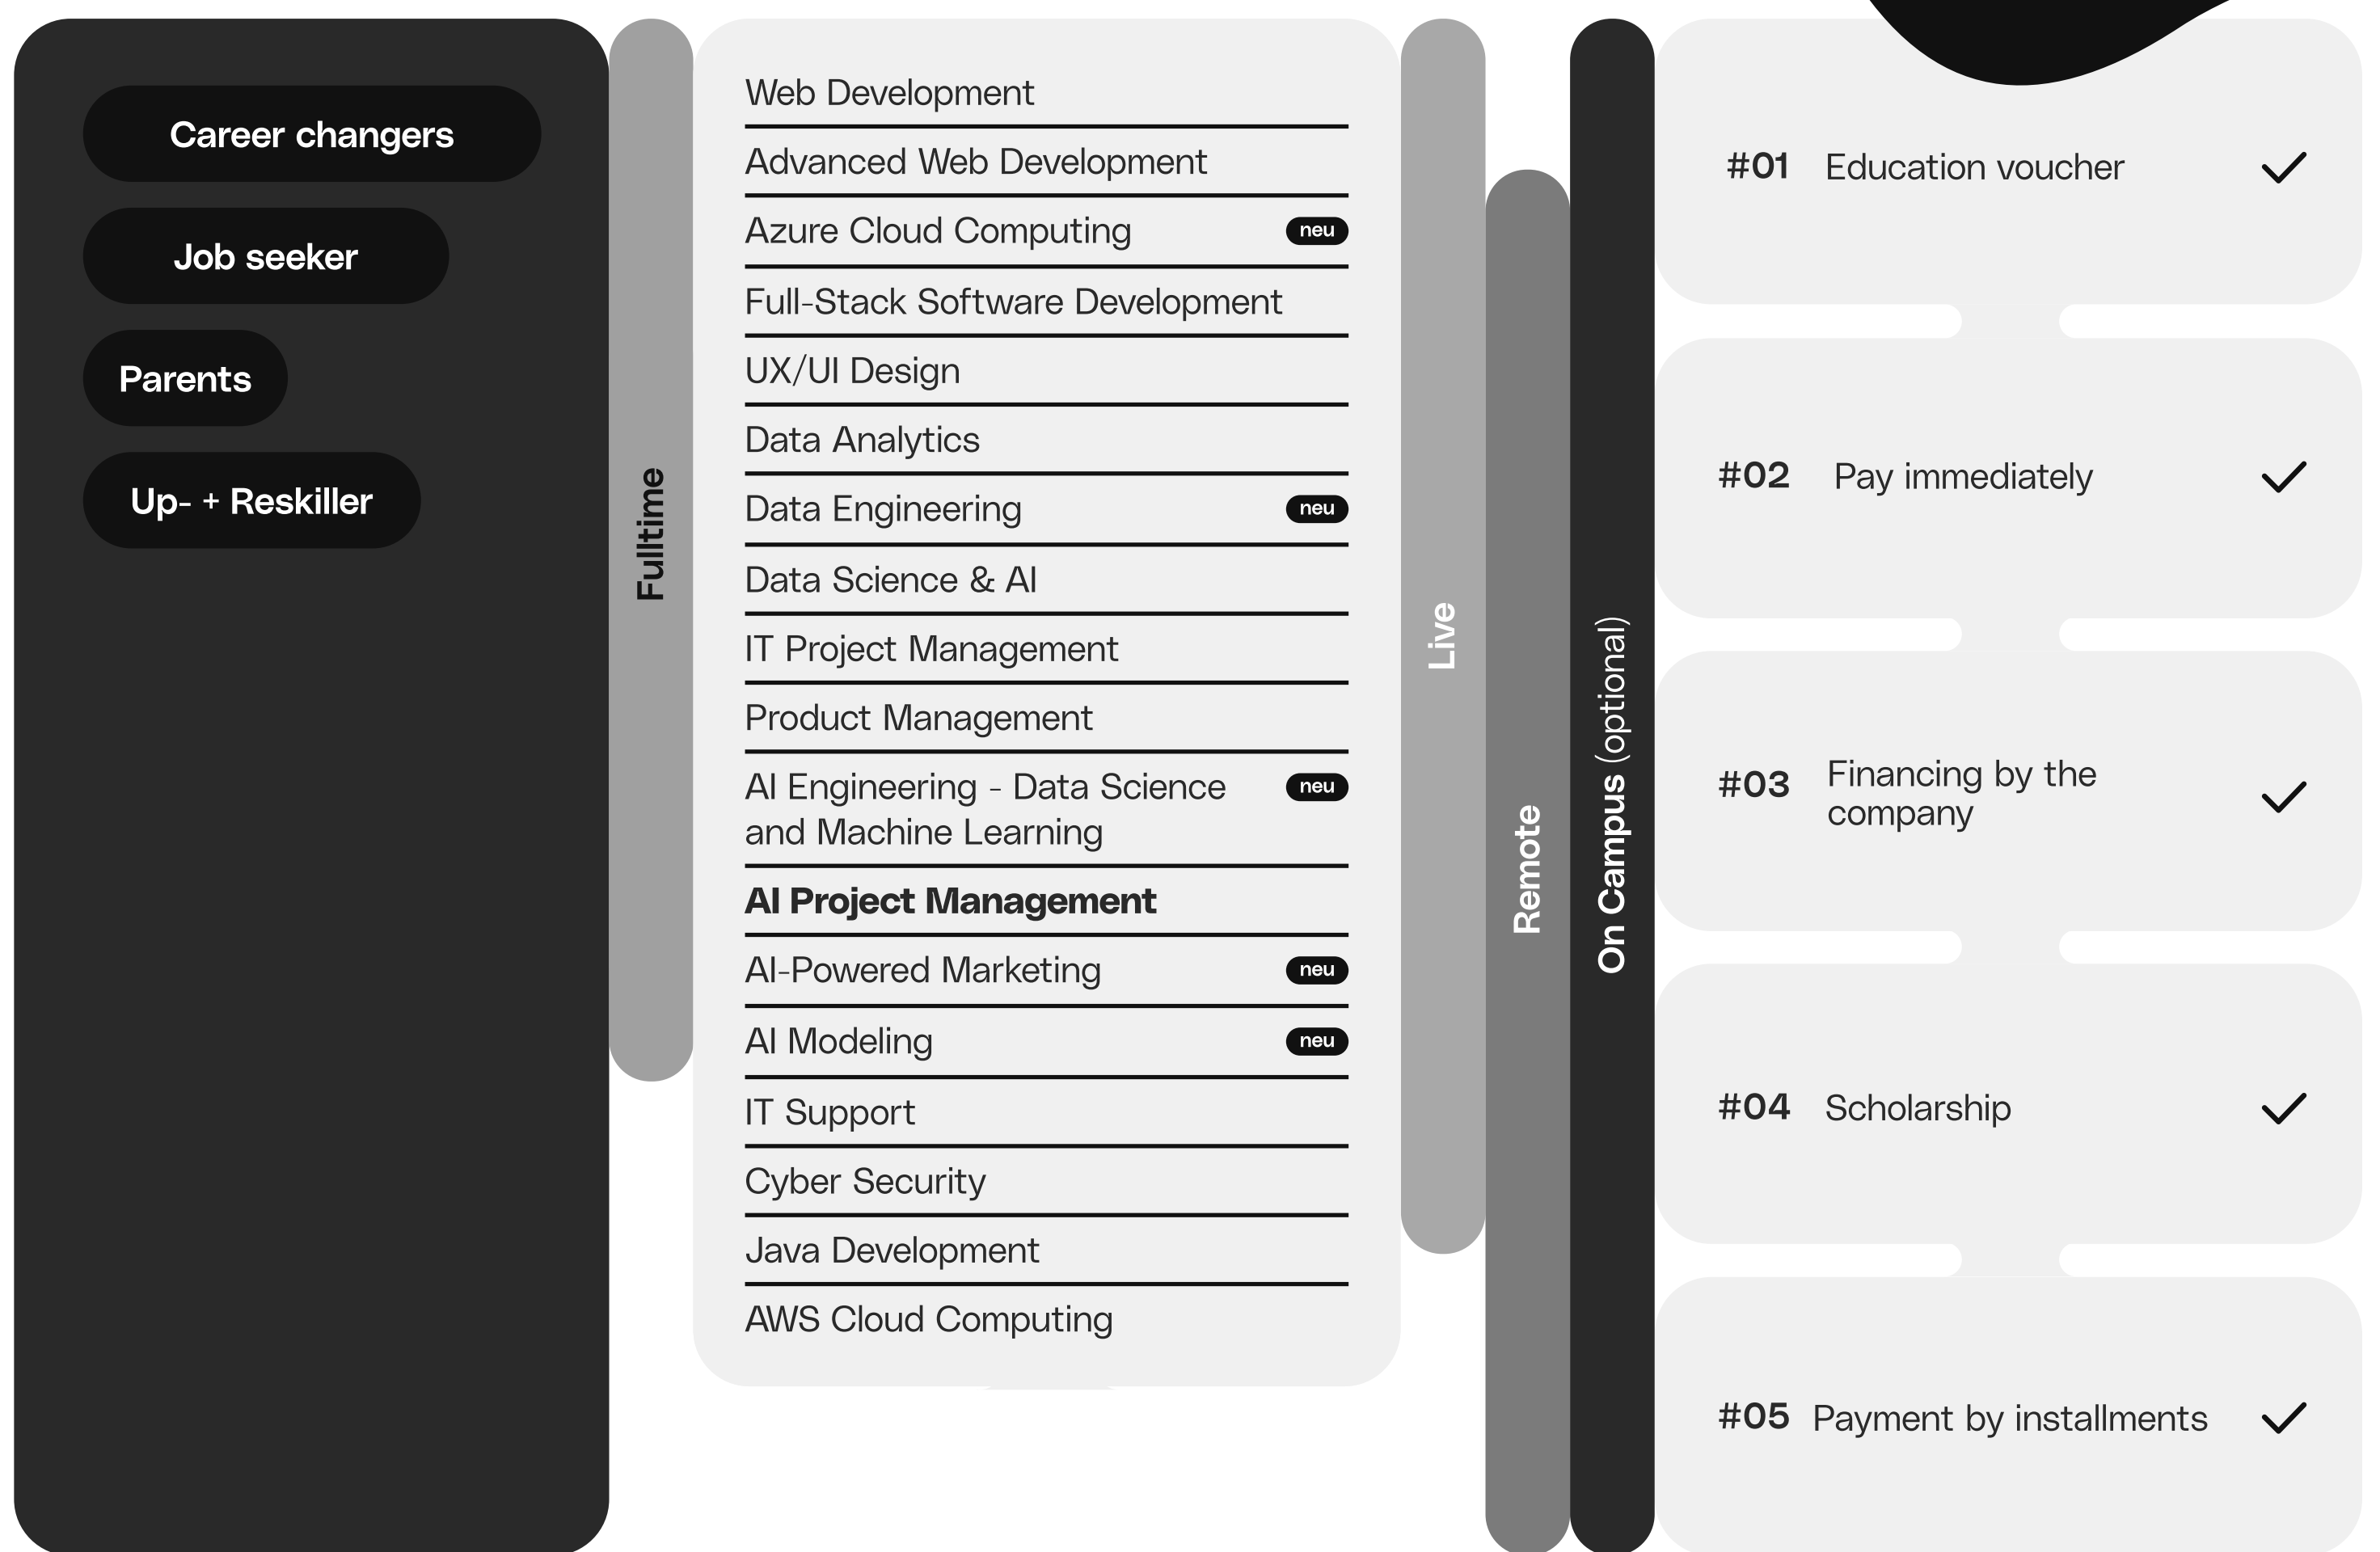 Career changers
Job seeker
Parents
Up- + Reskiller
Fulltime
Web Development
Advanced Web Development
Azure Cloud Computing neu
Full-Stack Software Development
UX/UI Design
Data Analytics
Data Engineering neu
Data Science & AI
IT Project Management
Product Management
AI Engineering - Data Science neu
and Machine Learning
AI Project Management
AI-Powered Marketing neu
AI Modeling neu
IT Support
Cyber Security
Java Development
AWS Cloud Computing
Live
Remote
On Campus (optional)
#01 Education voucher
#02 Pay immediately
#03 Financing by the
company
#04 Scholarship
#05 Payment by installments